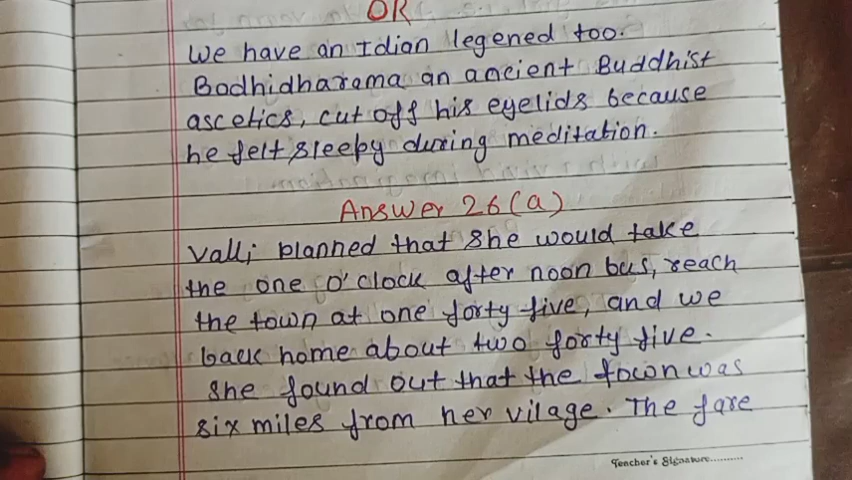 OR
We have an Idian legened too.
Bodhidharama an ancient Buddhist
ascetics, cut off his eyelids because
he felt sleepy during meditation.
Answer 26(a)
Valli planned that she would take
the one o'clock after noon bus, reach
the town at one forty five, and we
back home about two forty five.
She found out that the town was
six miles from her vilage. The fare
Teacher's Signature..........